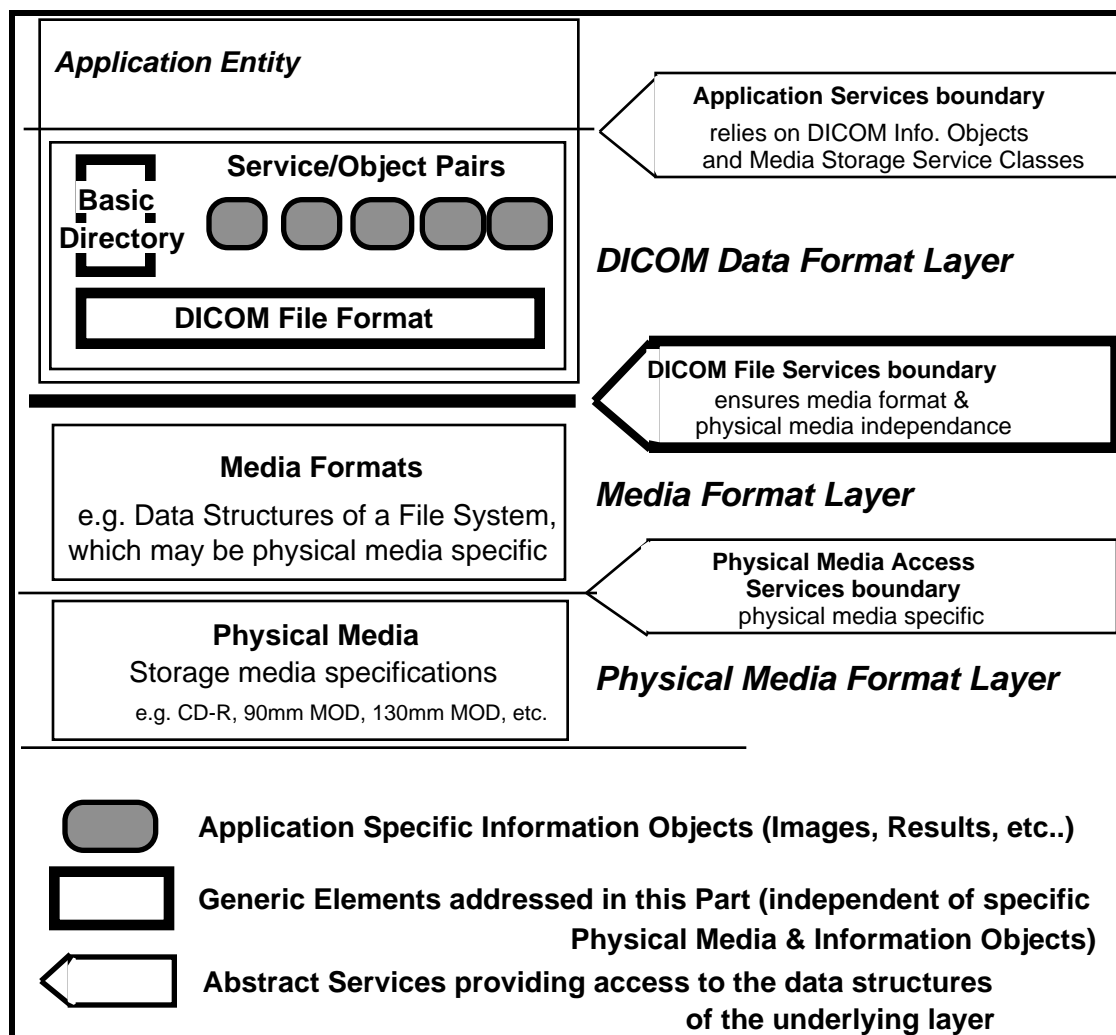 Application Entity
Application Services boundary
relies on DICOM Info. Objects
and Media Storage Service Classes
Service/Object Pairs
Basic
Directory
DICOM File Format
DICOM Data Format Layer
DICOM File Services boundary
ensures media format &
physical media independance
Media Formats
e.g. Data Structures of a File System,
which may be physical media specific
Media Format Layer
Physical Media Access
Services boundary
physical media specific
Physical Media
Storage media specifications
e.g. CD-R, 90mm MOD, 130mm MOD, etc.
Physical Media Format Layer
Application Specific Information Objects (Images, Results, etc..)
Generic Elements addressed in this Part (independent of specific
Physical Media & Information Objects)
Abstract Services providing access to the data structures
of the underlying layer